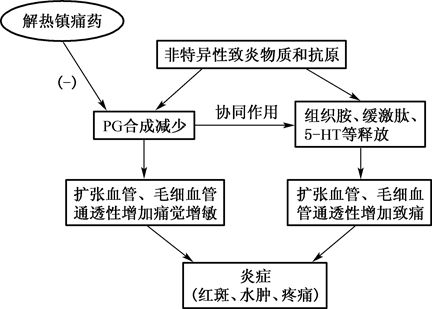 解热镇痛药
非特异性致炎物质和抗原
(-)
PG合成减少
协同作用
组织胺、缓激肽、
5-HT等释放
扩张血管、毛细血管
通透性增加痛觉增敏
扩张血管、毛细血
管通透性增加致痛
炎症
(红斑、水肿、疼痛)